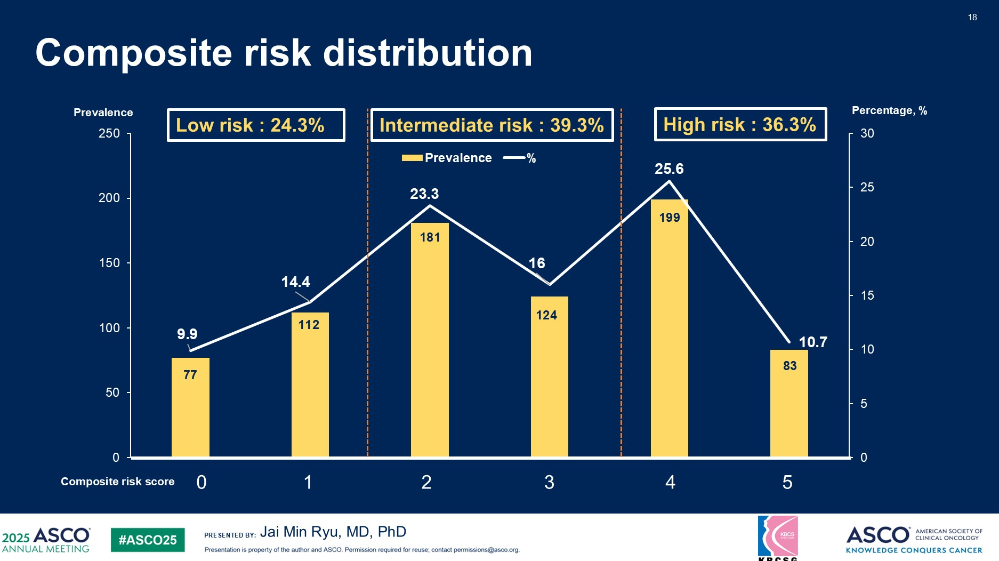 18
Composite risk distribution
Prevalence
Low risk : 24.3%
Intermediate risk : 39.3%
High risk : 36.3%
Percentage, %
Prevalence
%
250
200
150
100
50
0
30
25
20
15
10
5
0
9.9
14.4
23.3
16
25.6
10.7
77
112
181
124
199
83
Composite risk score 0 1 2 3 4 5
2025 ASCO
ANNUAL MEETING
#ASCO25
PRESENTED BY: Jai Min Ryu, MD, PhD
Presentation is property of the author and ASCO. Permission required for reuse; contact permissions@asco.org.
KBCS
KBCSG
ASCO
AMERICAN SOCIETY OF
CLINICAL ONCOLOGY
KNOWLEDGE CONQUERS CANCER